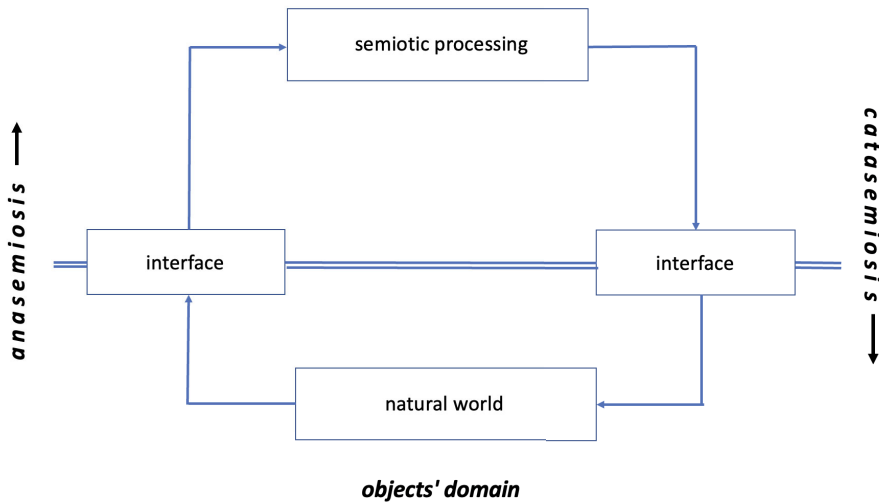 semiotic processing
anasemiosis
catasemiosis
interface
interface
natural world
objects' domain